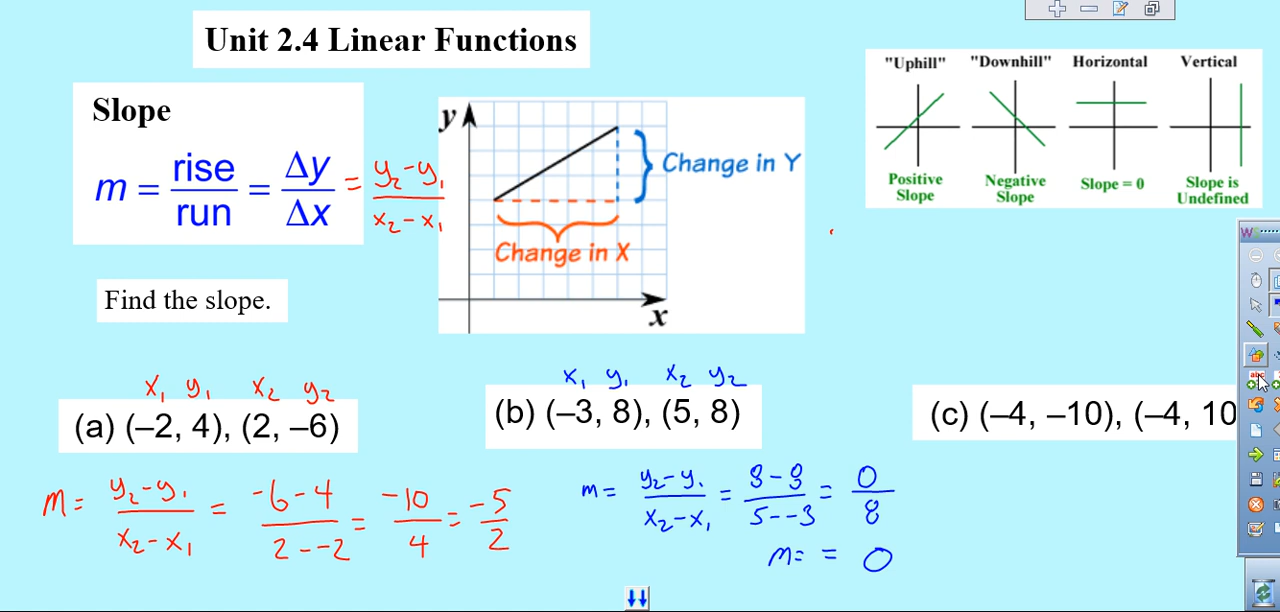 Unit 2.4 Linear Functions
"Uphill" "Downhill" Horizontal Vertical
Positive Slope
Negative Slope
Slope = 0
Slope is Undefined
Slope
m = rise/run = Δy/Δx = y₂-y₁/x₂-x₁
y
Change in Y
Change in X
x
Find the slope.
x₁ y₁ x₂ y₂
(a) (–2, 4), (2, –6)
m= y₂-y₁/x₂-x₁ = -6-4/2--2 = -10/4 = -5/2
x₁ y₁ x₂ y₂
(b) (–3, 8), (5, 8)
m= y₂-y₁/x₂-x₁ = 8-8/5--3 = 0/8
m= = 0
(c) (–4, –10), (–4, 10